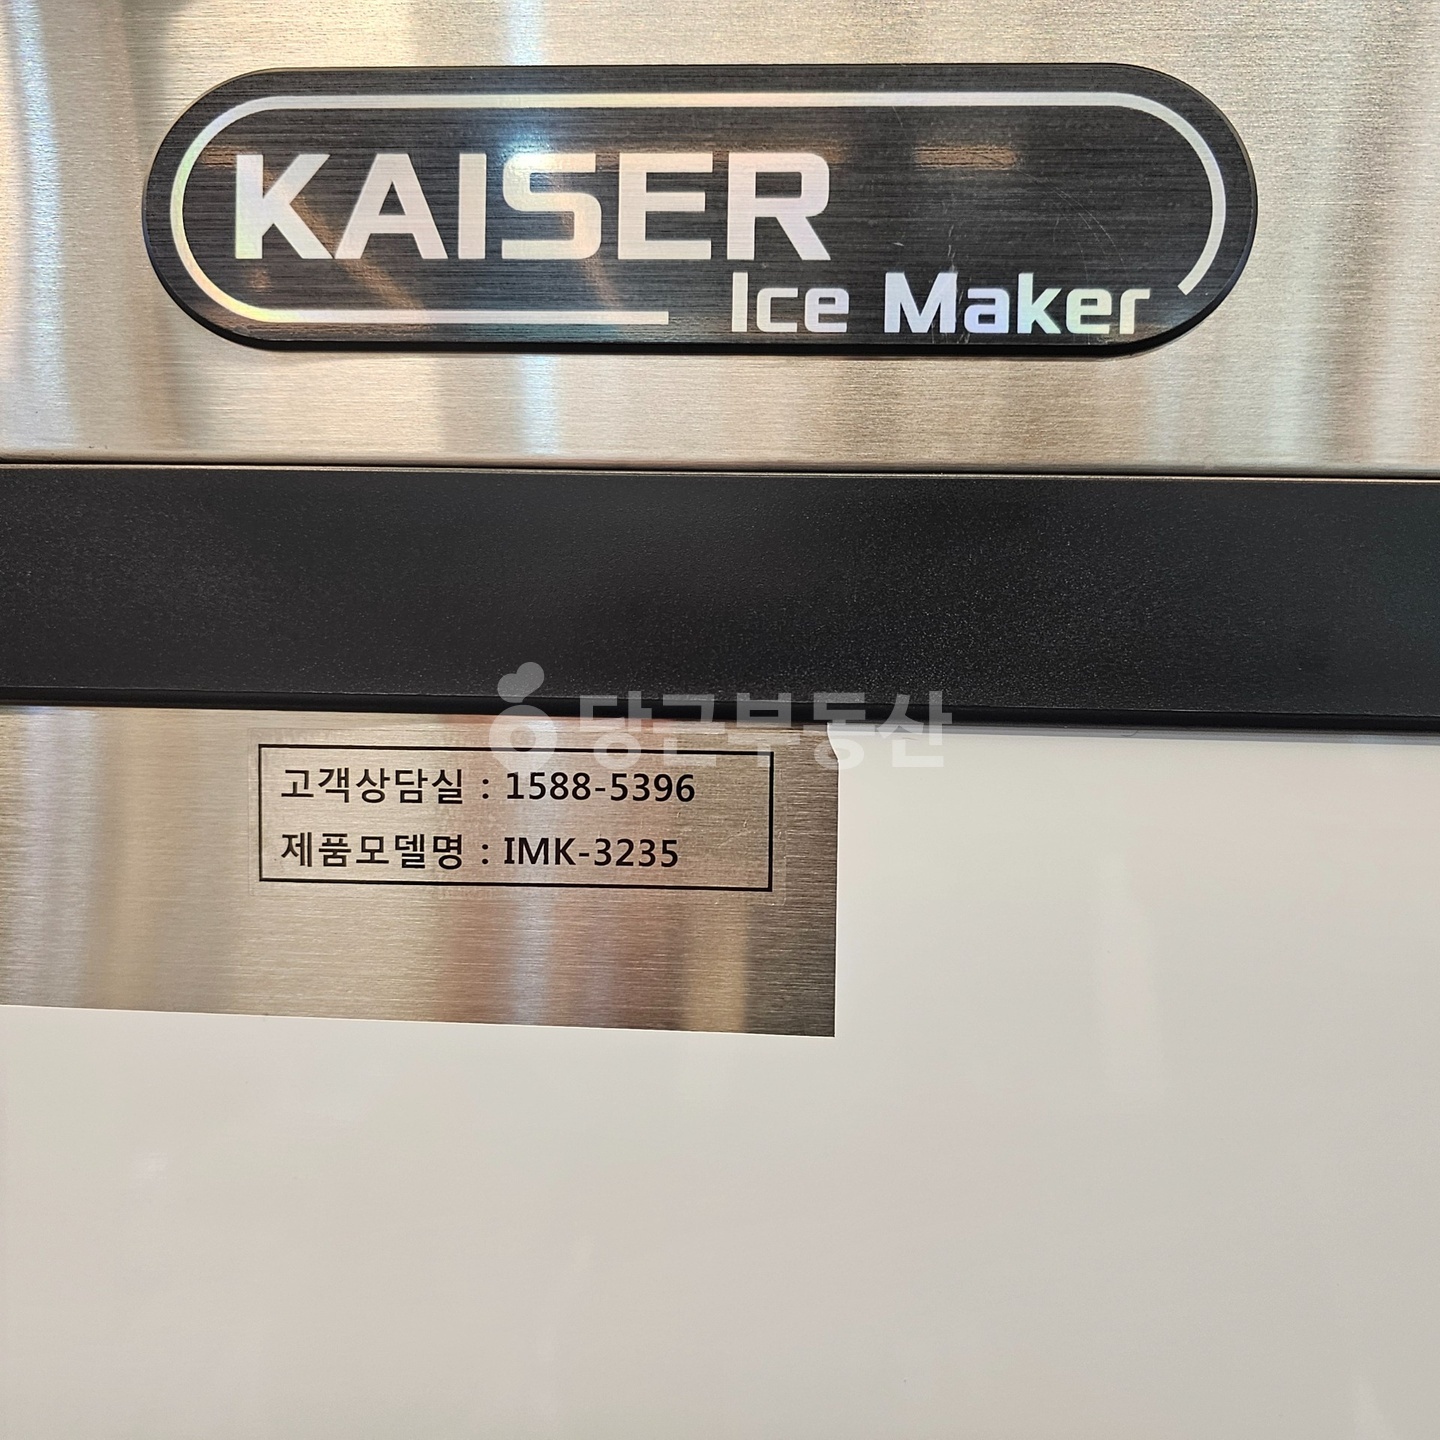 KAISER
Ice Maker
당근부동산
고객상담실 : 1588-5396
제품모델명 : IMK-3235